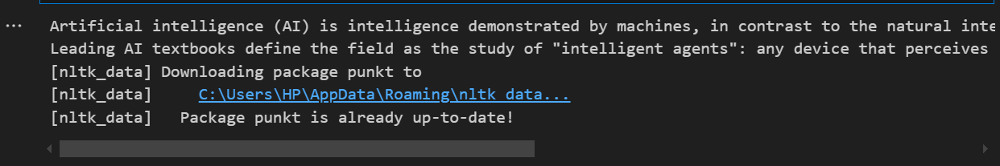 Artificial intelligence (AI) is intelligence demonstrated by machines, in contrast to the natural inte
Leading AI textbooks define the field as the study of "intelligent agents": any device that perceives
[nltk_data] Downloading package punkt to
[nltk_data]     C:\Users\HP\AppData\Roaming\nltk_data...
[nltk_data]   Package punkt is already up-to-date!